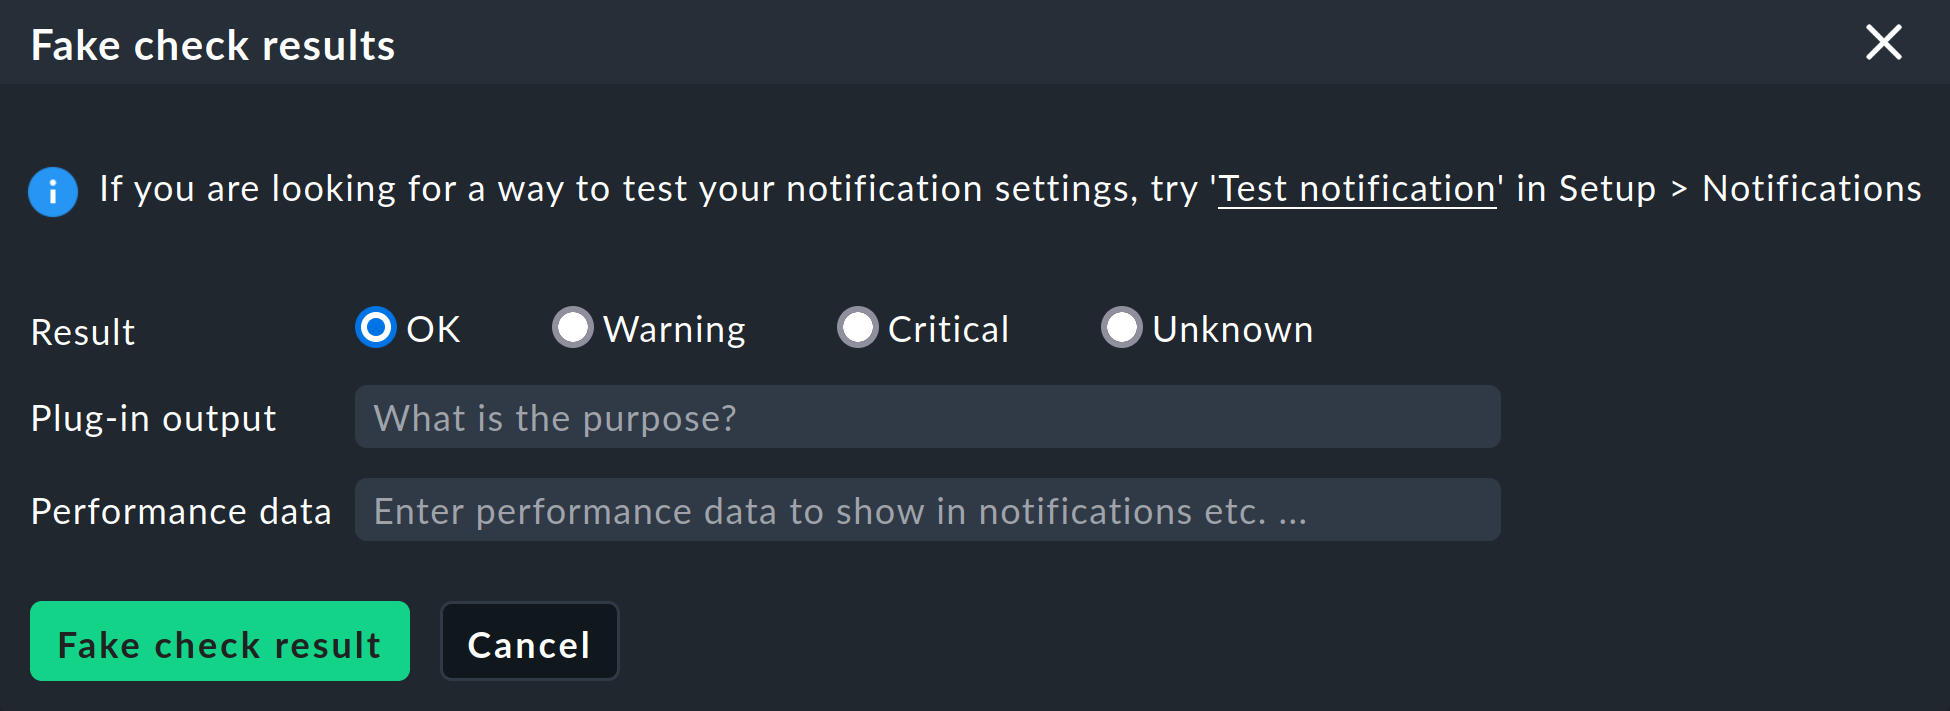 Fake check results
If you are looking for a way to test your notification settings, try 'Test notification' in Setup > Notifications
Result OK Warning Critical Unknown
Plug-in output What is the purpose?
Performance data Enter performance data to show in notifications etc. ...
Fake check result Cancel